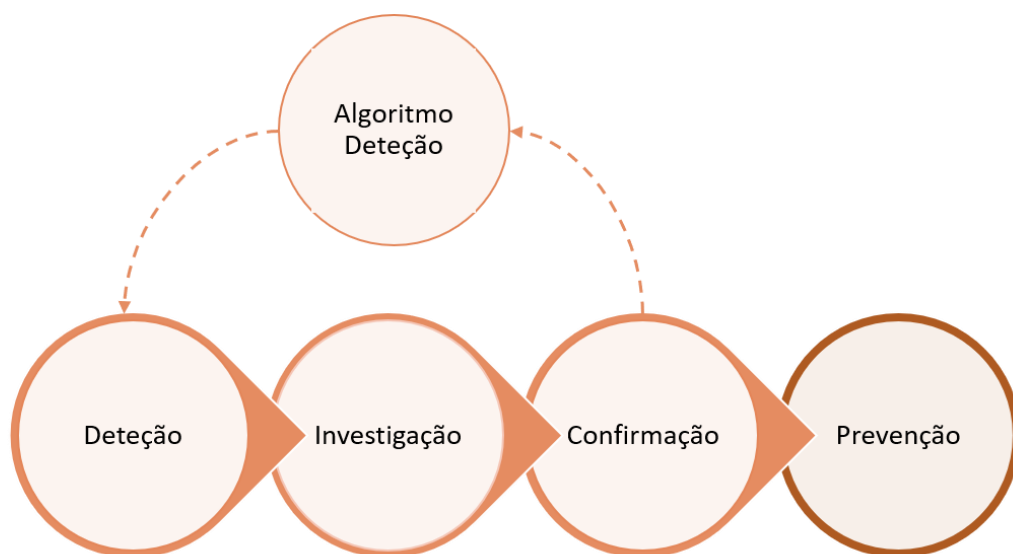 Algoritmo
Deteção
Deteção
Investigação
Confirmação
Prevenção